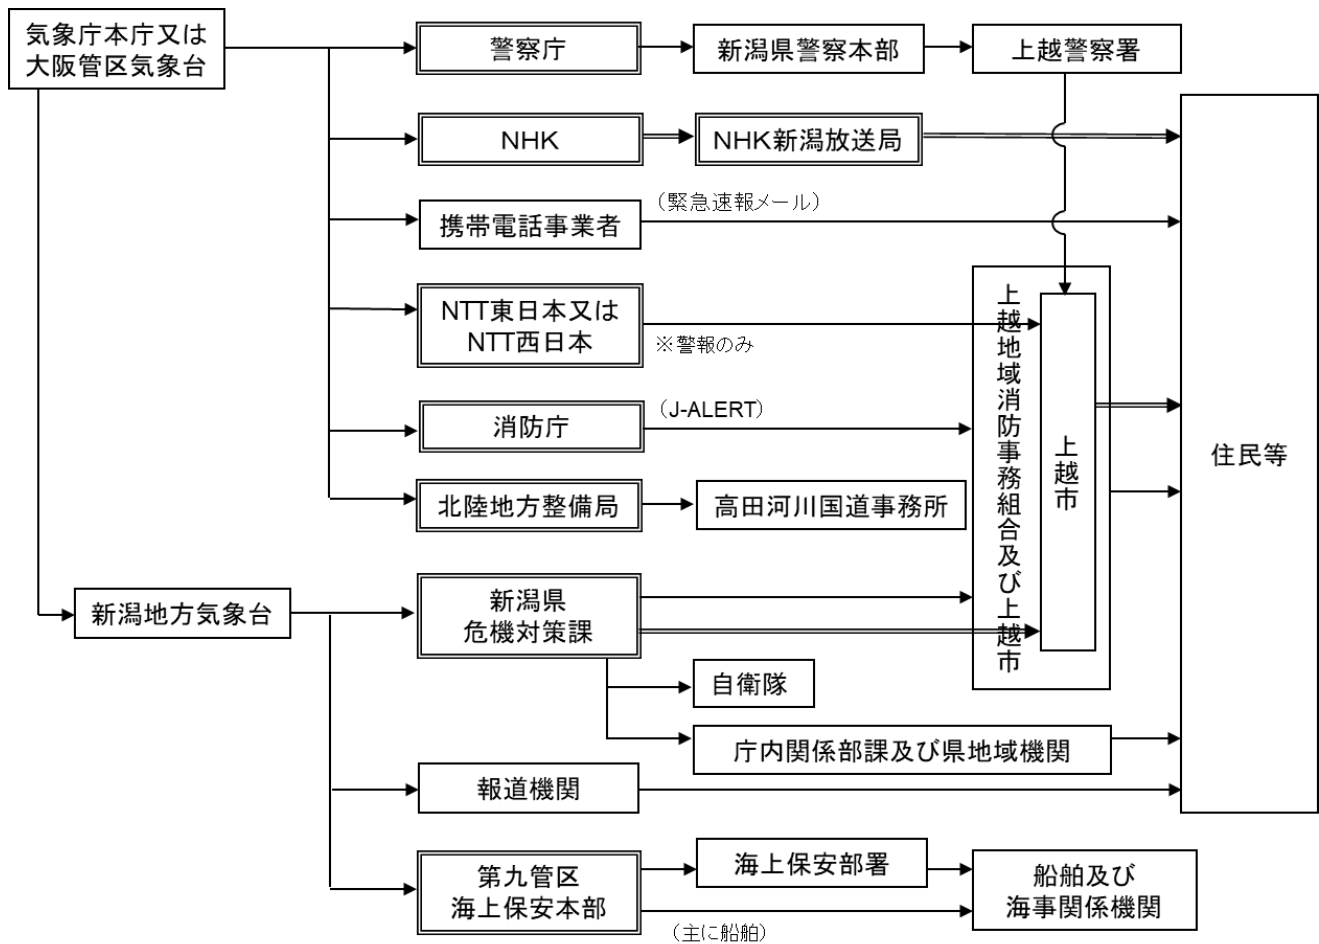 気象庁本庁又は
大阪管区気象台
警察庁
新潟県警察本部
上越警察署
NHK
NHK新潟放送局
携帯電話事業者
（緊急速報メール）
NTT東日本又は
NTT西日本
※警報のみ
消防庁
（J-ALERT）
北陸地方整備局
高田河川国道事務所
上越地域消防事務組合及び上越市
上越市
住民等
新潟地方気象台
新潟県
危機対策課
自衛隊
庁内関係部課及び県地域機関
報道機関
第九管区
海上保安本部
海上保安部署
（主に船舶）
船舶及び
海事関係機関